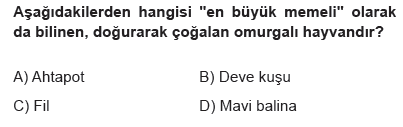 Aşağıdakilerden hangisi "en büyük memeli" olarak
da bilinen, doğurarak çoğalan omurgalı hayvandır?
A) Ahtapot B) Deve kuşu
C) Fil D) Mavi balina